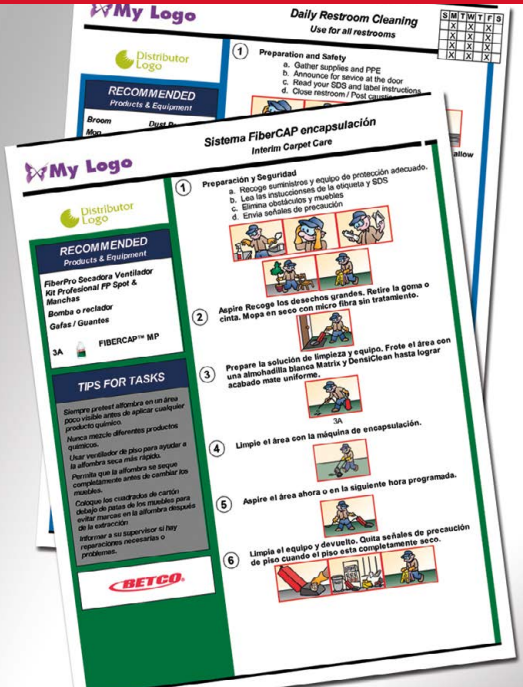 My Logo
Daily Restroom Cleaning
Use for all restrooms
S M T W T F S
X X X
X X X
X X X
X X X
Distributor
Logo
RECOMMENDED
Products & Equipment
Broom
Mop
1
Preparation and Safety
a. Gather supplies and PPE
b. Announce for sevice at the door
c. Read your SDS and label instructions
d. Close restroom / Post
allow
My Logo
Sistema FiberCAP encapsulación
Interim Carpet Care
Distributor
Logo
RECOMMENDED
Products & Equipment
FiberPro Secadora Ventilador
Kit Profesional FP Spot &
Manchas
Bomba o reclador
Gafas / Guantes
3A FIBERCAP™ MP
TIPS FOR TASKS
Siempre pretest alfombra en un área
poco visible antes de aplicar cualquier
producto químico.
Nunca mezcle diferentes productos
químicos.
Usar ventilador de piso para ayudar a
la alfombra seca más rápido.
Permita que la alfombra se seque
completamente antes de cambiar los
muebles.
Coloque los cuadrados de cartón
debajo de patas de los muebles para
evitar marcas en la alfombra después
de la extracción
Informar a su supervisor si hay
reparaciones necesarias o
problemas.
BETCO
1
Preparación y Seguridad
a. Recoge suministros y equipo de protección adecuado.
b. Lea las instucciones de la etiqueta y SDS
c. Elimina obstáculos y muebles
d. Envia señales de precaución
2
Aspire Recoge los desechos grandes. Retire la goma o
cinta. Mopa en seco con micro fibra sin tratamiento.
3
Prepare la solución de limpieza y equipo. Frote el área con
una almohadilla blanca Matrix y DensiClean hasta lograr
acabado mate uniforme.
3A
4
Limpie el área con la máquina de encapsulación.
5
Aspire el área ahora o en la siguiente hora programada.
6
Limpia el equipo y devuelto. Quita señales de precaución
de piso cuando el piso esta completamente seco.